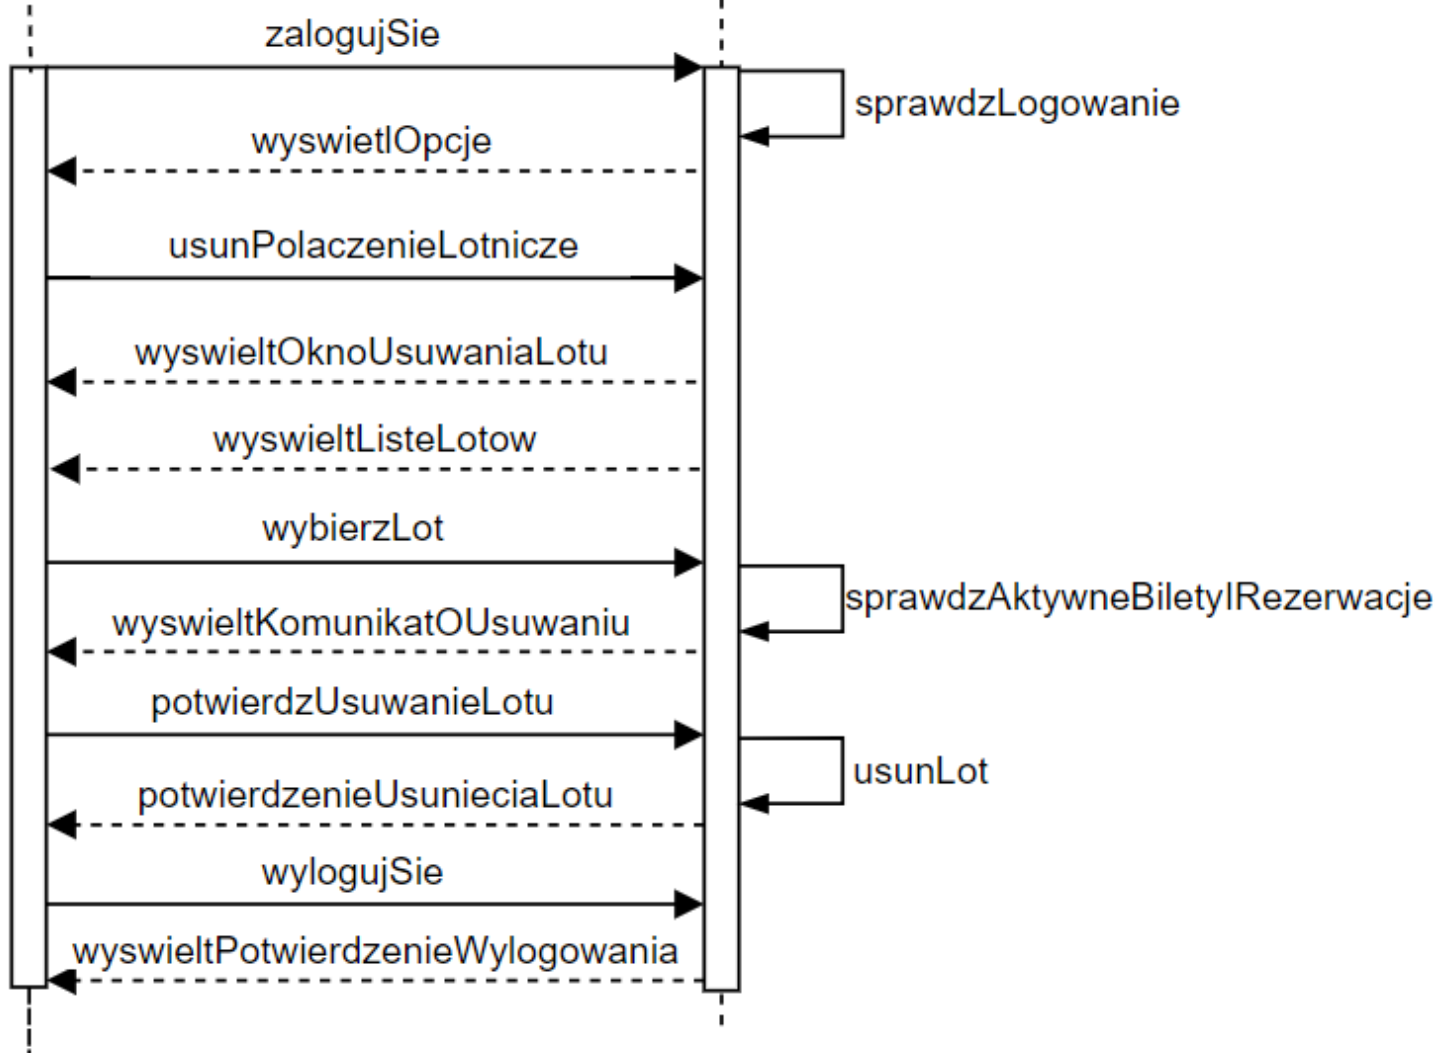 zalogujSie
sprawdzLogowanie
wyswietlOpcje
usunPolaczenieLotnicze
wyswieltOknoUsuwaniaLotu
wyswieltListeLotow
wybierzLot
sprawdzAktywneBiletyIRezerwacje
wyswieltKomunikatOUsuwaniu
potwierdzUsuwanieLotu
usunLot
potwierdzenieUsunieciaLotu
wylogujSie
wyswieltPotwierdzenieWylogowania